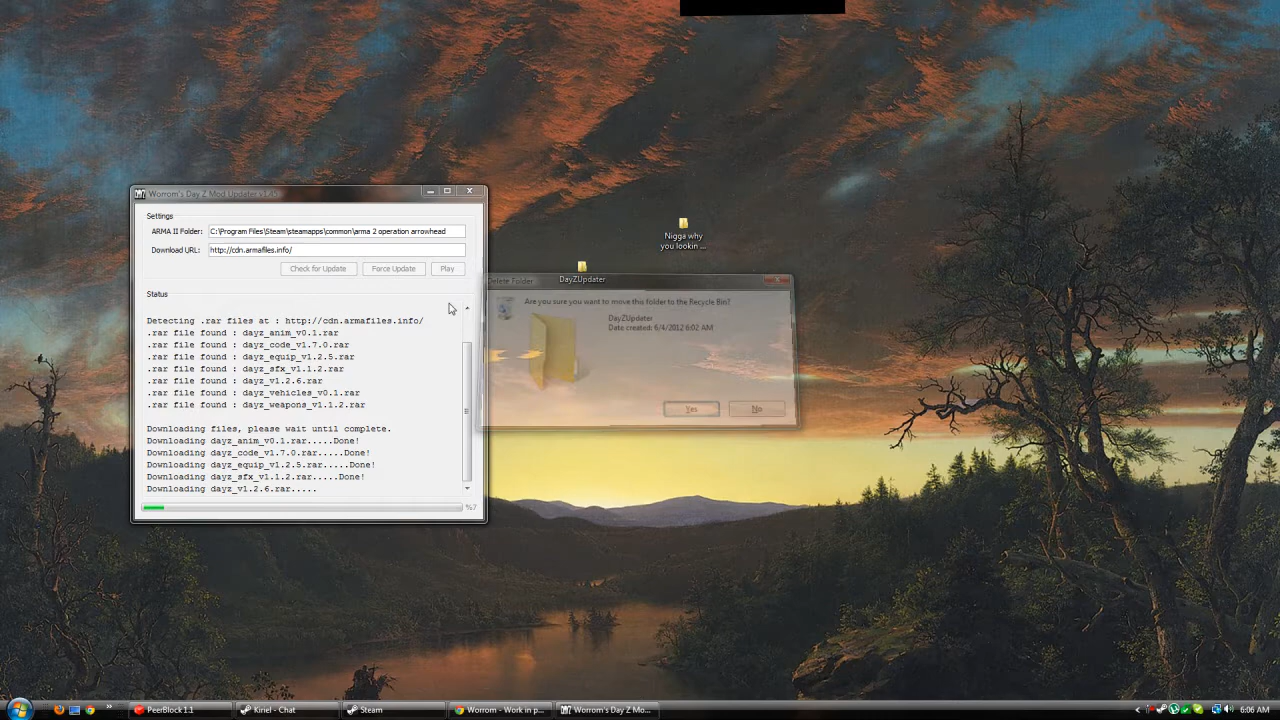 Worrom's Day Z Mod Updater v1.45
Settings
ARMA II Folder: C:\Program Files\Steam\steamapps\common\arma 2 operation arrowhead
Download URL: http://cdn.armafiles.info/
Check for Update Force Update Play
Status
Detecting .rar files at : http://cdn.armafiles.info/
.rar file found : dayz_anim_v0.1.rar
.rar file found : dayz_code_v1.7.0.rar
.rar file found : dayz_equip_v1.2.5.rar
.rar file found : dayz_sfx_v1.1.2.rar
.rar file found : dayz_v1.2.6.rar
.rar file found : dayz_vehicles_v0.1.rar
.rar file found : dayz_weapons_v1.1.2.rar
Downloading files, please wait until complete.
Downloading dayz_anim_v0.1.rar.....Done!
Downloading dayz_code_v1.7.0.rar.....Done!
Downloading dayz_equip_v1.2.5.rar.....Done!
Downloading dayz_sfx_v1.1.2.rar.....Done!
Downloading dayz_v1.2.6.rar.....
%7
Nigga why
you lookin ...
DayZUpdater
Delete Folder
Are you sure you want to move this folder to the Recycle Bin?
DayZUpdater
Date created: 6/4/2012 6:02 AM
Yes No
PeerBlock 1.1
Kiriel - Chat
Steam
Worrom - Work in p...
Worrom's Day Z Mo...
6:06 AM